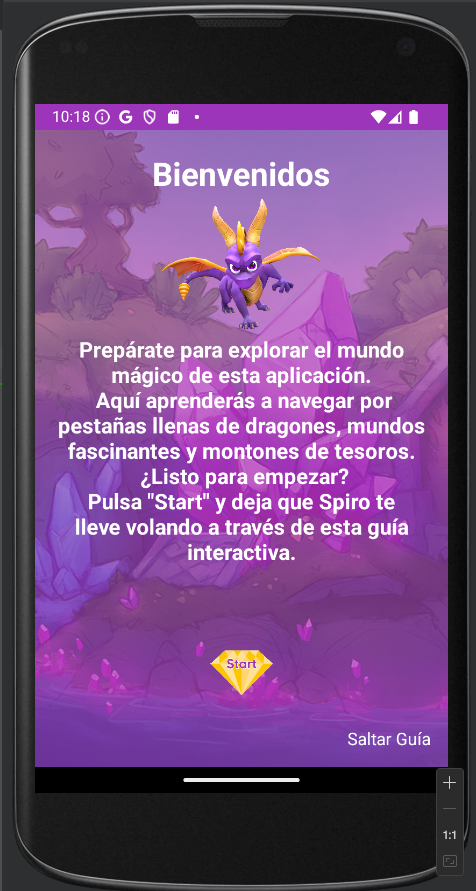 10:18
Bienvenidos
Prepárate para explorar el mundo
mágico de esta aplicación.
Aquí aprenderás a navegar por
pestañas llenas de dragones, mundos
fascinantes y montones de tesoros.
¿Listo para empezar?
Pulsa "Start" y deja que Spiro te
lleve volando a través de esta guía
interactiva.
Start
Saltar Guía
1:1